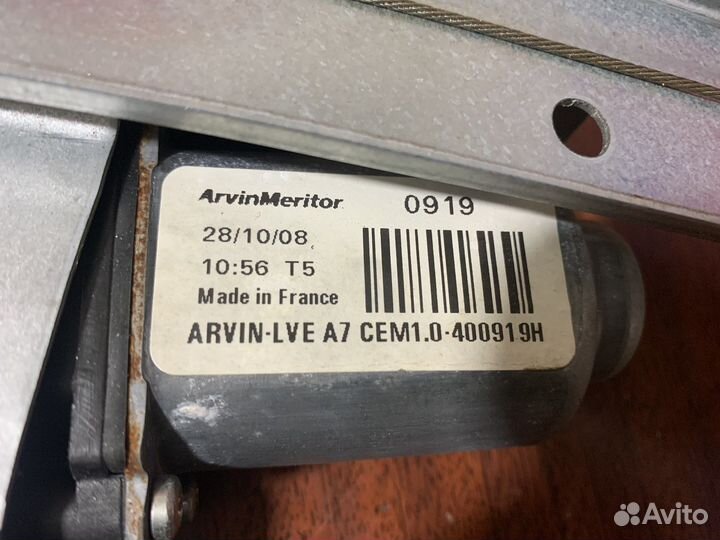 ArvinMeritor 0919
28/10/08
10:56 T5
Made in France
ARVIN-LVE A7 CEM1.0-400919H
Avito